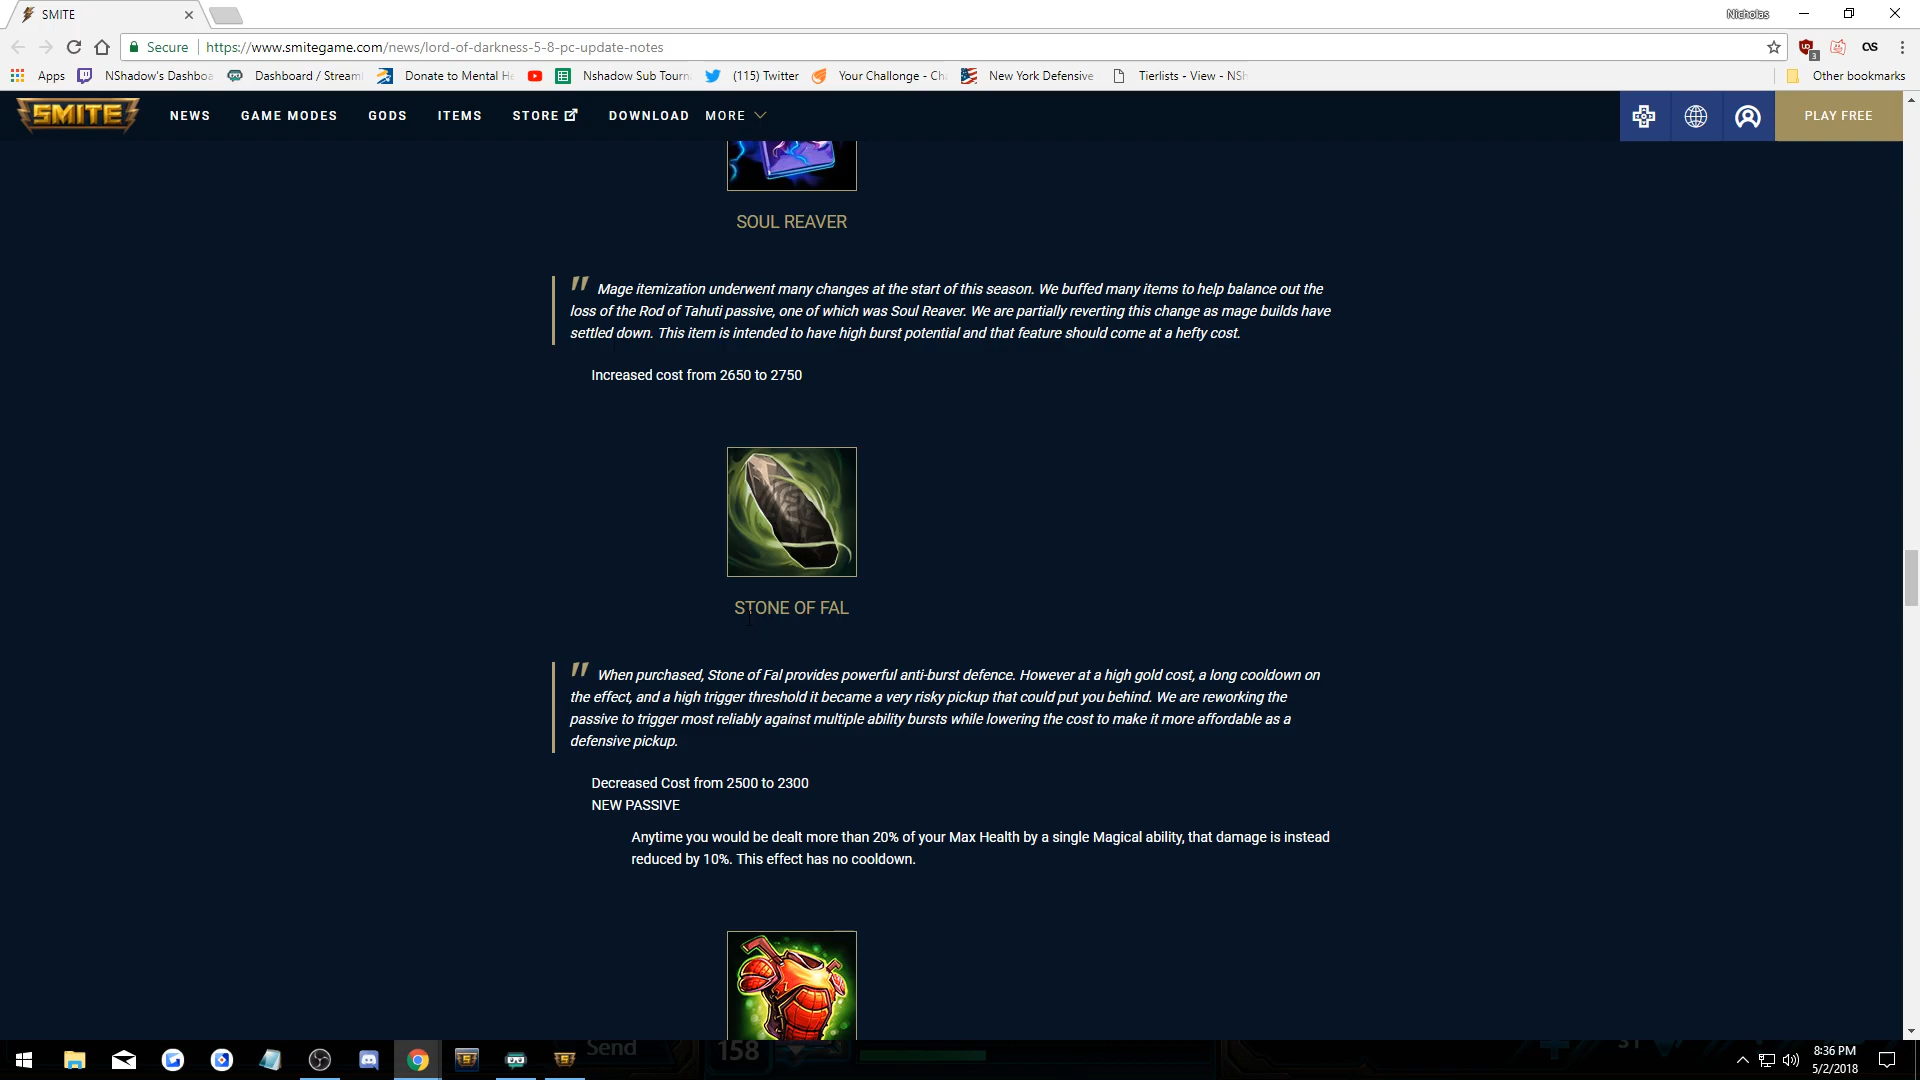 SMITE
Nicholas
Secure
https://www.smitegame.com/news/lord-of-darkness-5-8-pc-update-notes
3
Apps NShadow's Dashbo Dashboard / Stream Donate to Mental H Nshadow Sub Tourn (115) Twitter Your Challonge - Ch New York Defensive Tierlists - View - NSh Other bookmarks
SMITE NEWS GAME MODES GODS ITEMS STORE DOWNLOAD MORE PLAY FREE
SOUL REAVER
" Mage itemization underwent many changes at the start of this season. We buffed many items to help balance out the
loss of the Rod of Tahuti passive, one of which was Soul Reaver. We are partially reverting this change as mage builds have
settled down. This item is intended to have high burst potential and that feature should come at a hefty cost.
Increased cost from 2650 to 2750
STONE OF FAL
" When purchased, Stone of Fal provides powerful anti-burst defence. However at a high gold cost, a long cooldown on
the effect, and a high trigger threshold it became a very risky pickup that could put you behind. We are reworking the
passive to trigger most reliably against multiple ability bursts while lowering the cost to make it more affordable as a
defensive pickup.
Decreased Cost from 2500 to 2300
NEW PASSIVE
Anytime you would be dealt more than 20% of your Max Health by a single Magical ability, that damage is instead
reduced by 10%. This effect has no cooldown.
Send
158
8:36 PM
5/2/2018